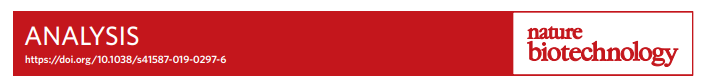 ANALYSIS
https://doi.org/10.1038/s41587-019-0297-6
nature
biotechnology